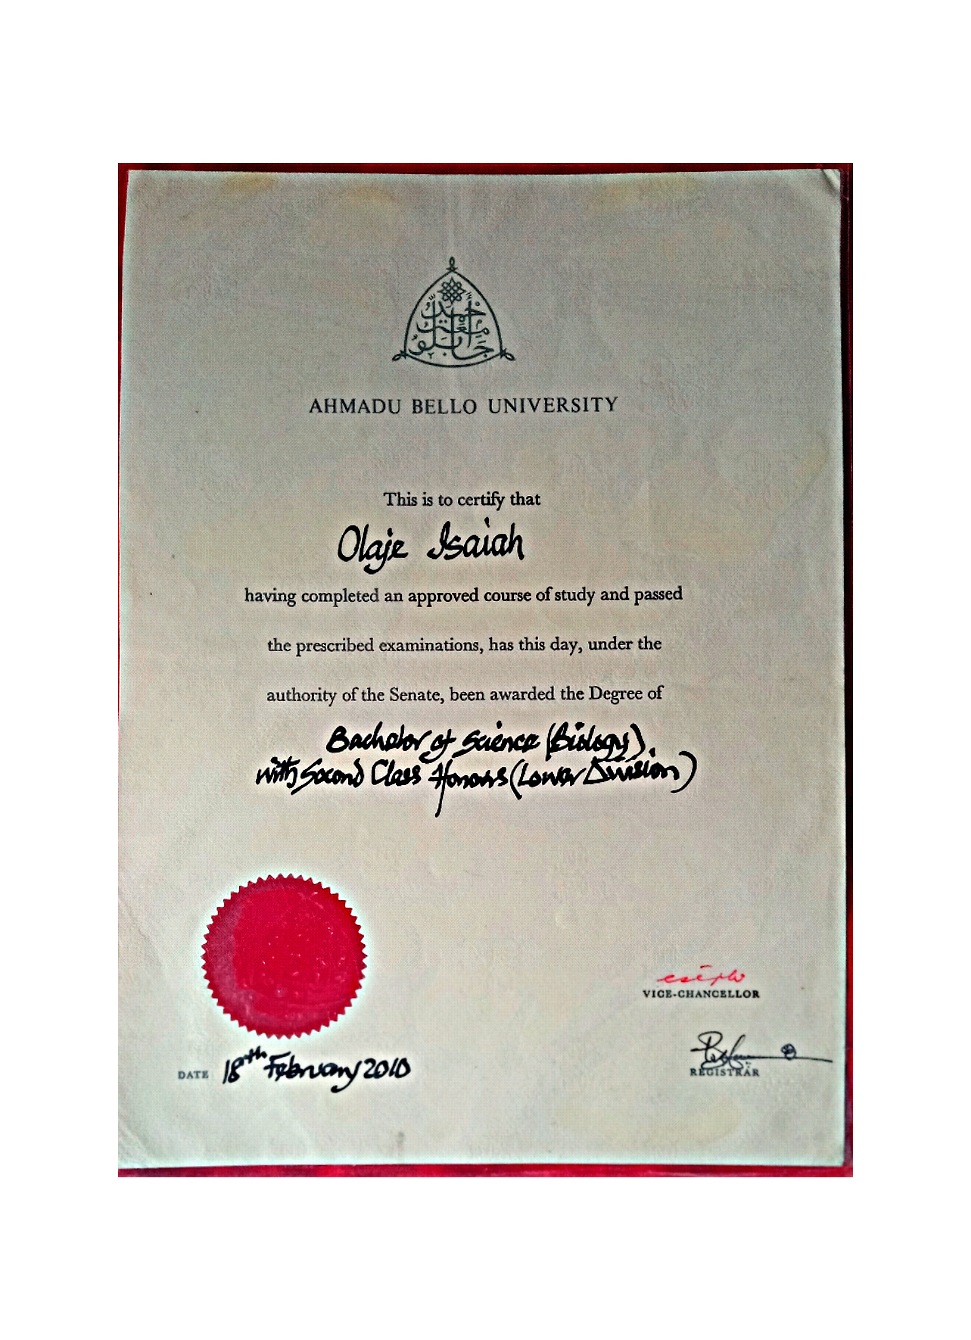 AHMADU BELLO UNIVERSITY
This is to certify that
Olaje Isaiah
having completed an approved course of study and passed
the prescribed examinations, has this day, under the
authority of the Senate, been awarded the Degree of
Bachelor of Science (Biology)
with Second Class Honours (Lower Division)
VICE-CHANCELLOR
DATE 18th February 2010
REGISTRAR